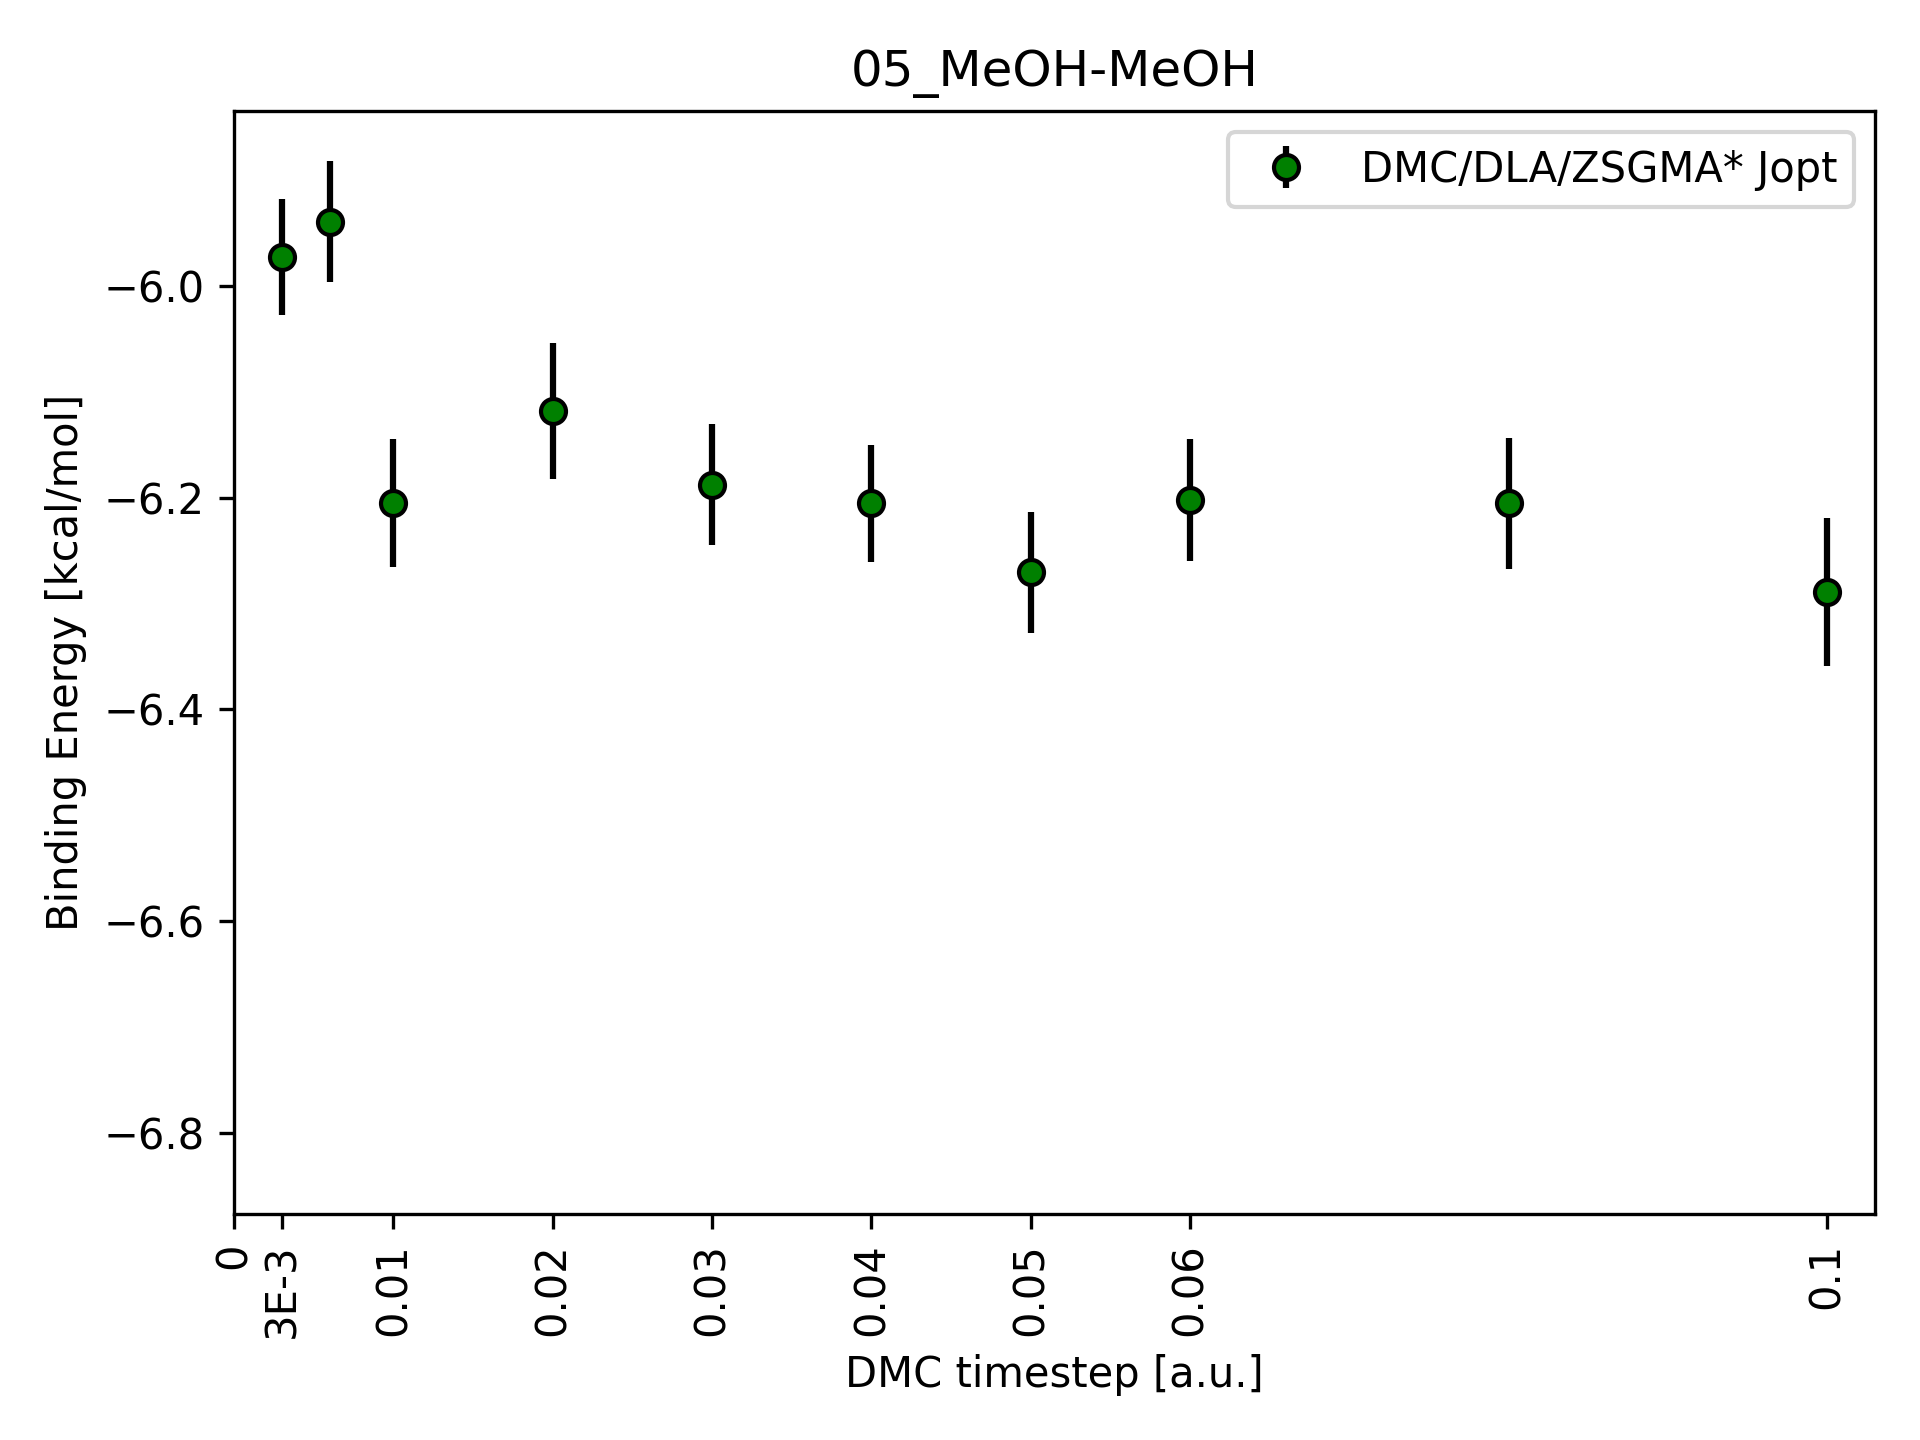 05_MeOH-MeOH
DMC/DLA/ZSGMA* Jopt
Binding Energy [kcal/mol]
−6.0
−6.2
−6.4
−6.6
−6.8
0
3E-3
0.01
0.02
0.03
0.04
0.05
0.06
0.1
DMC timestep [a.u.]